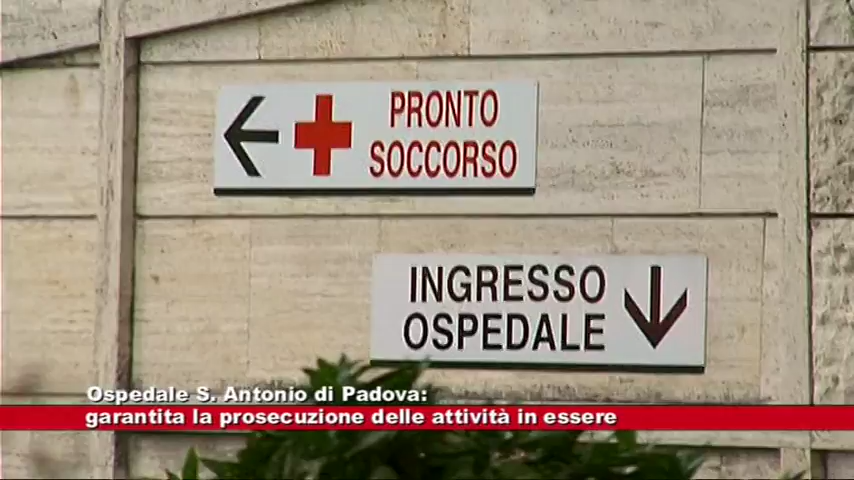 PRONTO
SOCCORSO
INGRESSO
OSPEDALE
Ospedale S. Antonio di Padova:
garantita la prosecuzione delle attività in essere